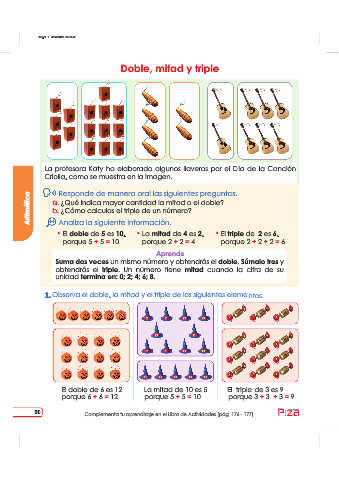 Doble, mitad y triple
La profesora Katy ha elaborado algunos llaveros por el Día de la Canción
Criolla, como se muestra en la imagen.
Responde de manera oral las siguientes preguntas.
a. ¿Qué indica mayor cantidad la mitad o el doble?
b. ¿Cómo calculas el triple de un número?
Analiza la siguiente información.
• El doble de 5 es 10, • La mitad de 4 es 2, • El triple de 2 es 6,
porque 5 + 5 = 10 porque 2 + 2 = 4 porque 2 + 2 + 2 = 6
Aprende
Suma dos veces un mismo número y obtendrás el doble. Súmalo tres y
obtendrás el triple. Un número tiene mitad cuando la cifra de su
unidad termina en: 0; 2; 4; 6; 8.
1. Observa el doble, la mitad y el triple de los siguientes elementos.
El doble de 6 es 12 La mitad de 10 es 5 El triple de 3 es 9
porque 6 + 6 = 12 porque 5 + 5 = 10 porque 3 + 3 + 3 = 9
Complementa tu aprendizaje en el Libro de Actividades (pág. 176 - 177)